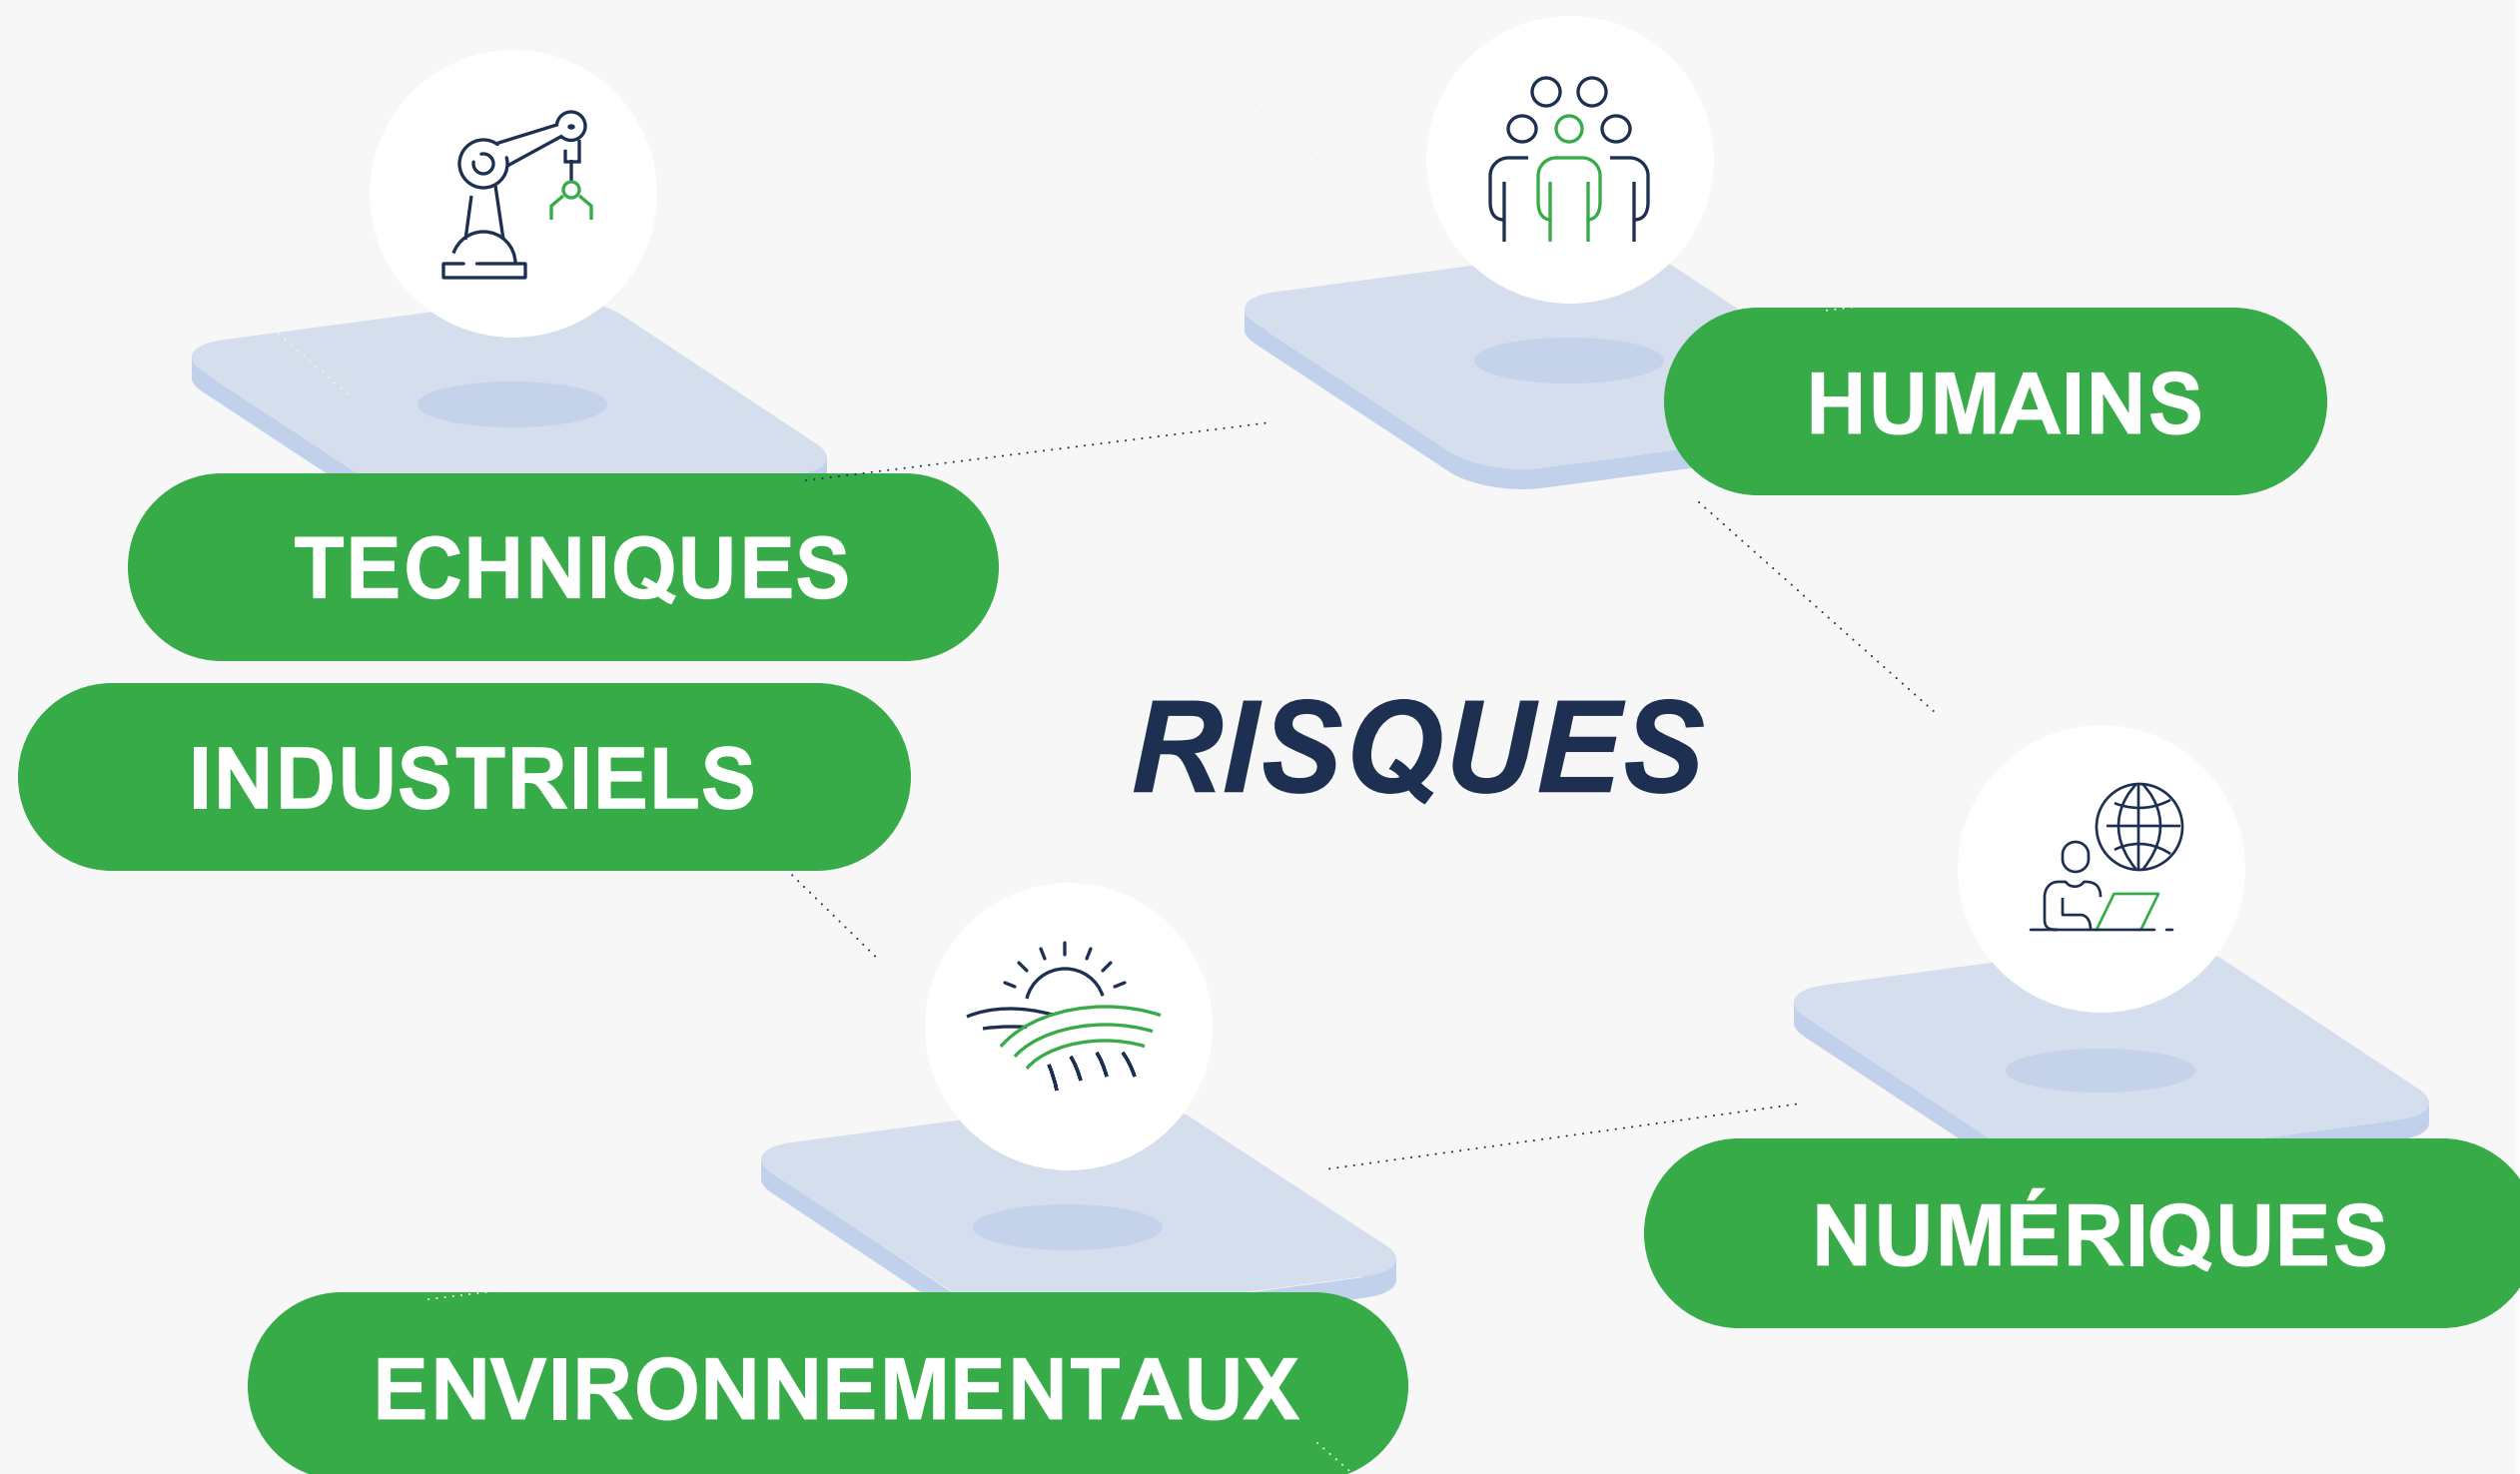 HUMAINS
TECHNIQUES
INDUSTRIELS
RISQUES
NUMÉRIQUES
ENVIRONNEMENTAUX